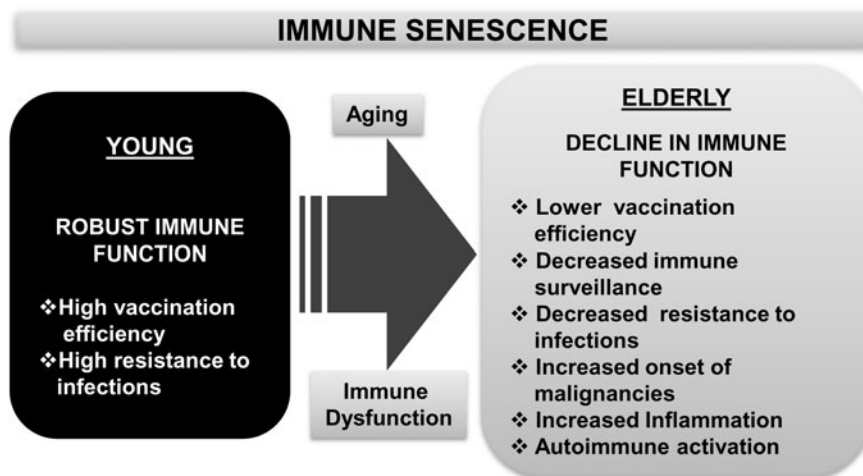 IMMUNE SENESCENCE
YOUNG
ROBUST IMMUNE
FUNCTION
❖High vaccination
efficiency
❖High resistance to
infections
Aging
Immune
Dysfunction
ELDERLY
DECLINE IN IMMUNE
FUNCTION
❖ Lower vaccination
efficiency
❖ Decreased immune
surveillance
❖ Decreased resistance to
infections
❖ Increased onset of
malignancies
❖ Increased Inflammation
❖ Autoimmune activation